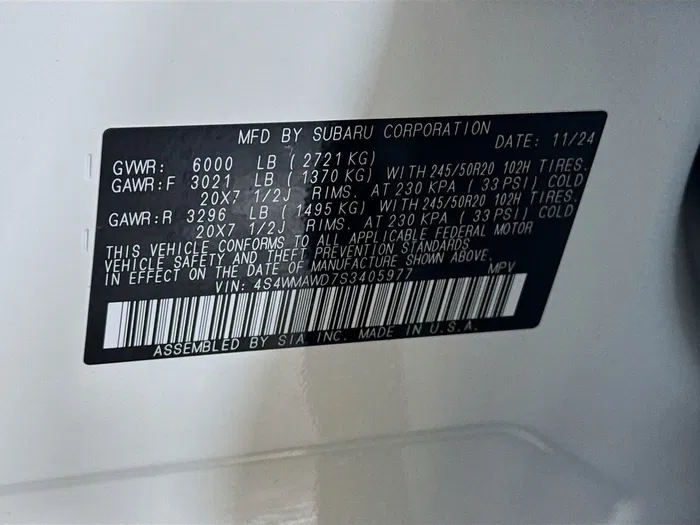 MFD BY SUBARU CORPORATION DATE: 11/24
GVWR: 6000 LB ( 2721 KG)
GAWR:F 3021 LB ( 1370 KG) WITH 245/50R20 102H TIRES.
20X7 1/2J RIMS. AT 230 KPA ( 33 PSI) COLD
GAWR:R 3296 LB ( 1495 KG) WITH 245/50R20 102H TIRES.
20X7 1/2J RIMS. AT 230 KPA ( 33 PSI) COLD
THIS VEHICLE CONFORMS TO ALL APPLICABLE FEDERAL MOTOR
VEHICLE SAFETY AND THEFT PREVENTION STANDARDS
IN EFFECT ON THE DATE OF MANUFACTURE SHOWN ABOVE.
VIN: 4S4WMAWD7S3405977 MPV
ASSEMBLED BY SIA INC. MADE IN U.S.A.